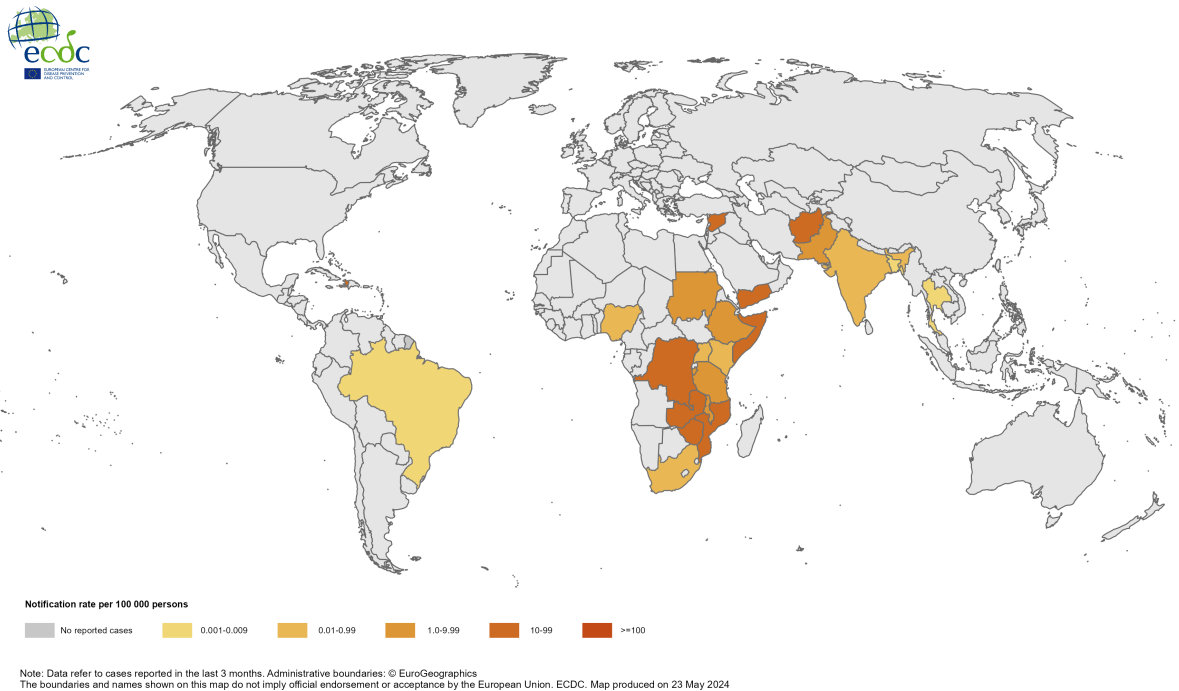 ecdc
EUROPEAN CENTRE FOR
DISEASE PREVENTION
AND CONTROL
Notification rate per 100 000 persons
No reported cases
0.001-0.009
0.01-0.99
1.0-9.99
10-99
>=100
Note: Data refer to cases reported in the last 3 months. Administrative boundaries: © EuroGeographics
The boundaries and names shown on this map do not imply official endorsement or acceptance by the European Union. ECDC. Map produced on 23 May 2024